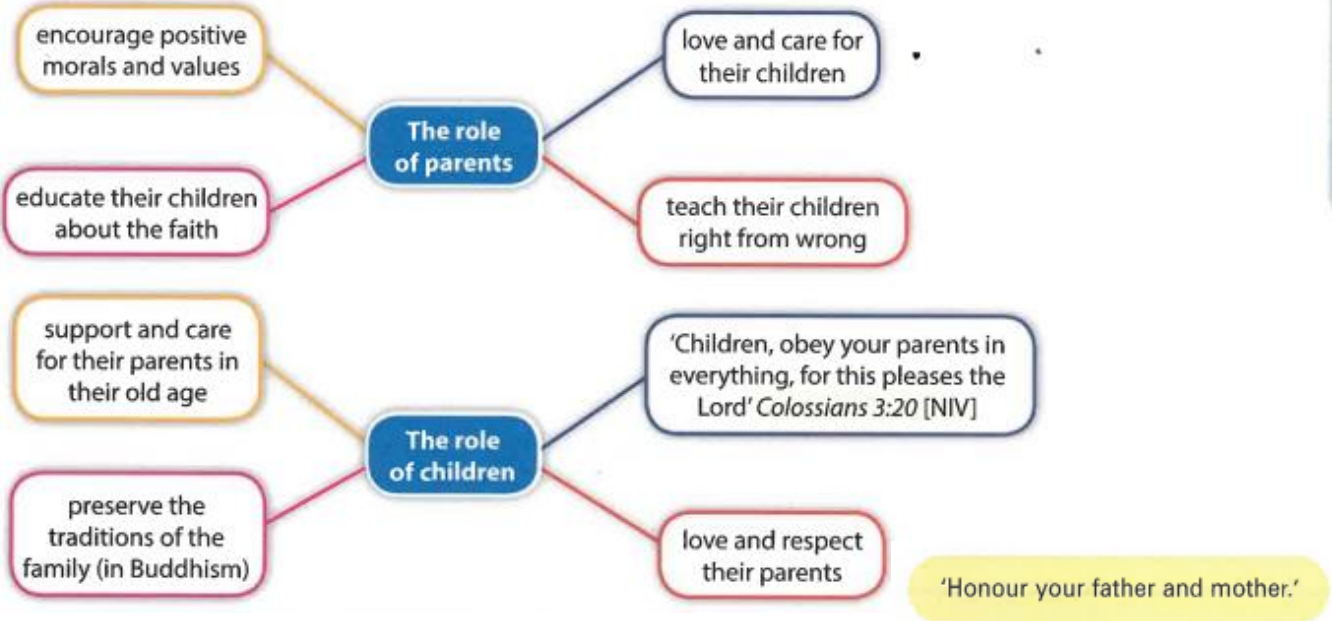 encourage positive
morals and values
love and care for
their children
The role
of parents
educate their children
about the faith
teach their children
right from wrong
support and care
for their parents in
their old age
'Children, obey your parents in
everything, for this pleases the
Lord' Colossians 3:20 [NIV]
The role
of children
preserve the
traditions of the
family (in Buddhism)
love and respect
their parents
'Honour your father and mother.'